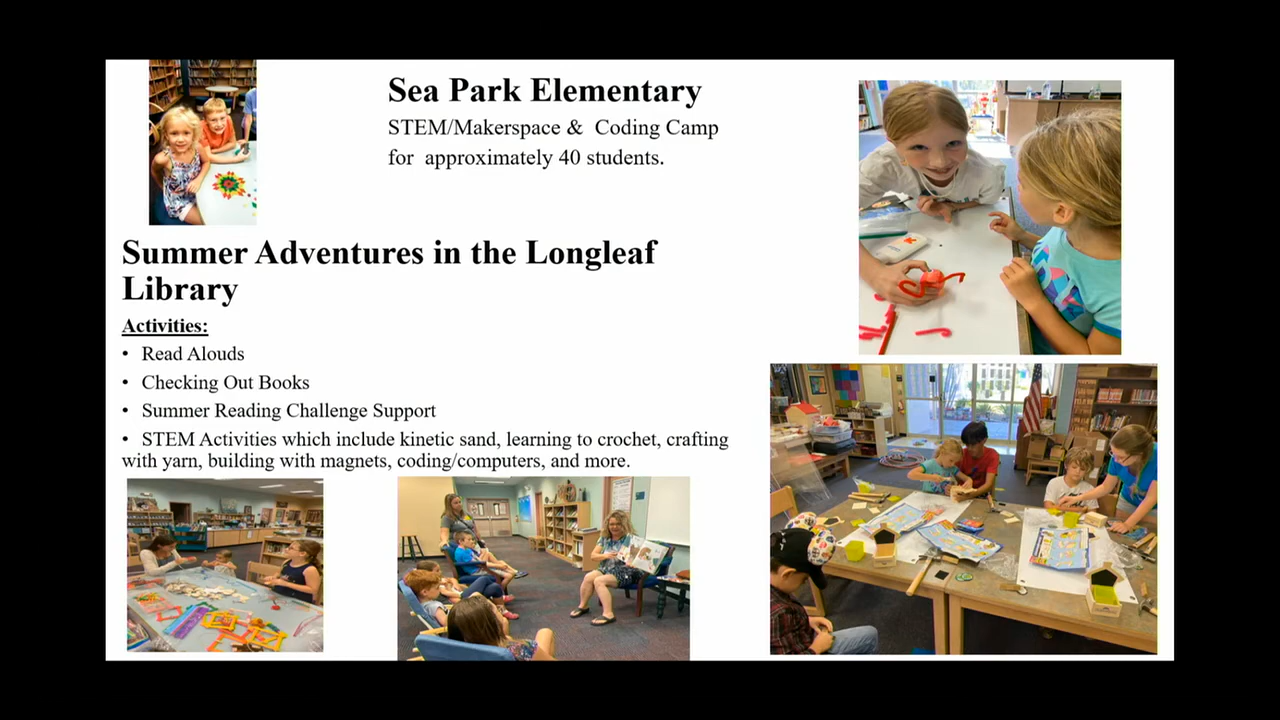 Sea Park Elementary
STEM/Makerspace & Coding Camp
for approximately 40 students.
Summer Adventures in the Longleaf
Library
Activities:
• Read Alouds
• Checking Out Books
• Summer Reading Challenge Support
• STEM Activities which include kinetic sand, learning to crochet, crafting
with yarn, building with magnets, coding/computers, and more.